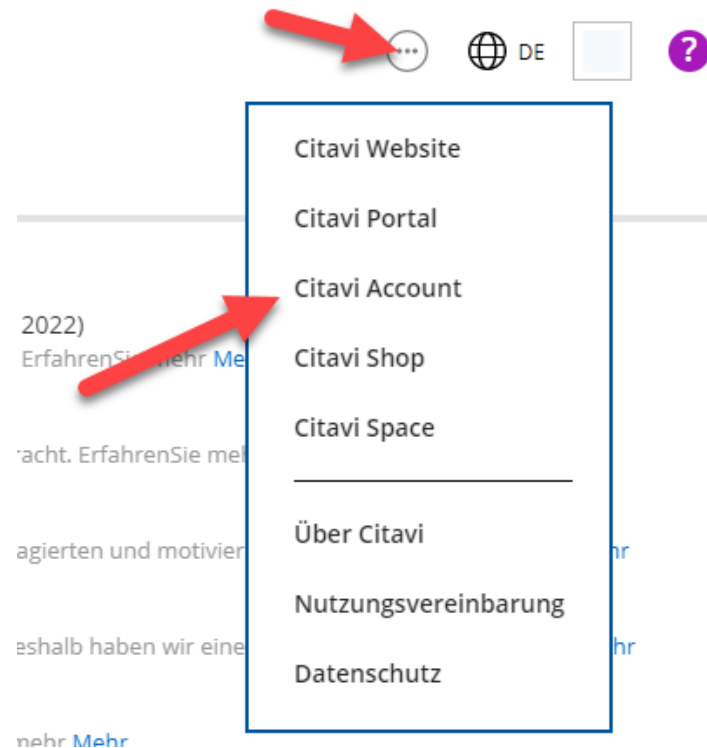 DE
?
Citavi Website
Citavi Portal
Citavi Account
2022)
ErfahrenSie mehr Me
Citavi Shop
Citavi Space
racht. ErfahrenSie meh
Über Citavi
agierten und motivier
hr
Nutzungsvereinbarung
eshalb haben wir eine
hr
Datenschutz
mehr Mehr